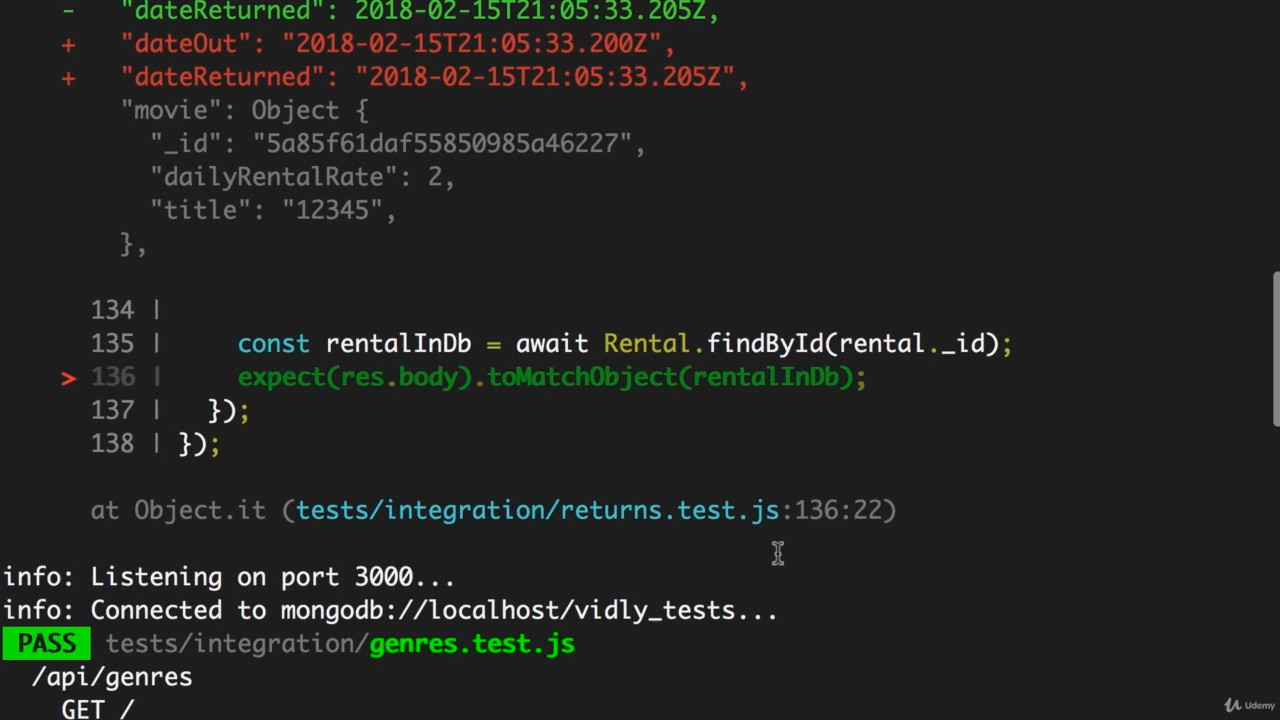 -   "dateReturned": 2018-02-15T21:05:33.205Z,
+   "dateOut": "2018-02-15T21:05:33.200Z",
+   "dateReturned": "2018-02-15T21:05:33.205Z",
"movie": Object {
"_id": "5a85f61daf55850985a46227",
"dailyRentalRate": 2,
"title": "12345",
},
134 |
135 |     const rentalInDb = await Rental.findById(rental._id);
> 136 |     expect(res.body).toMatchObject(rentalInDb);
137 |   });
138 | });
at Object.it (tests/integration/returns.test.js:136:22)
info: Listening on port 3000...
info: Connected to mongodb://localhost/vidly_tests...
PASS tests/integration/genres.test.js
/api/genres
GET /
Udemy